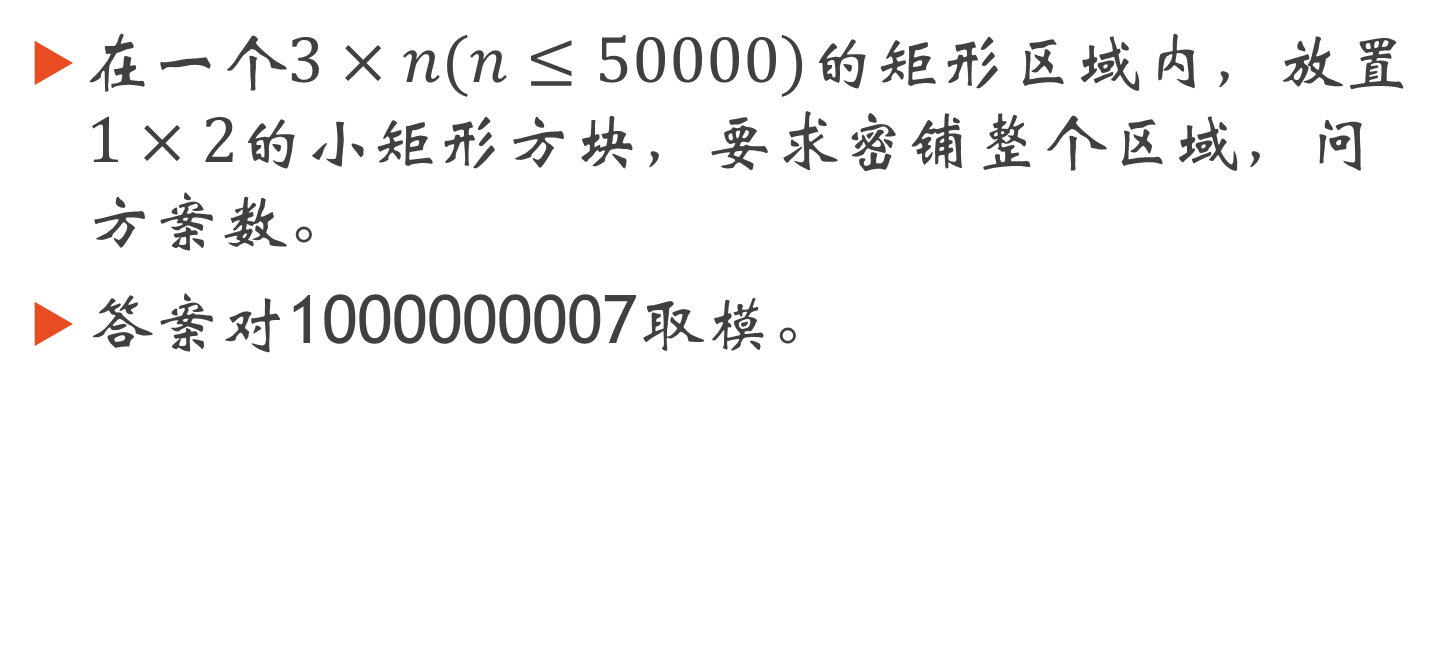 在一个3 × n(n ≤ 50000)的矩形区域内，放置
1 × 2的小矩形方块，要求密铺整个区域，问
方案数。
答案对1000000007取模。